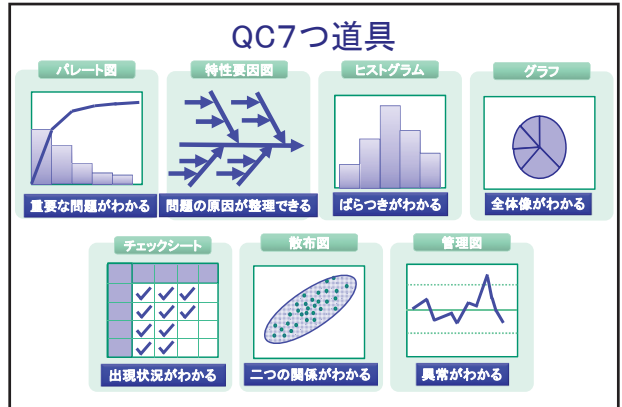 QC7つ道具
パレート図
特性要因図
ヒストグラム
グラフ
重要な問題がわかる
問題の原因が整理できる
ばらつきがわかる
全体像がわかる
チェックシート
散布図
管理図
出現状況がわかる
二つの関係がわかる
異常がわかる